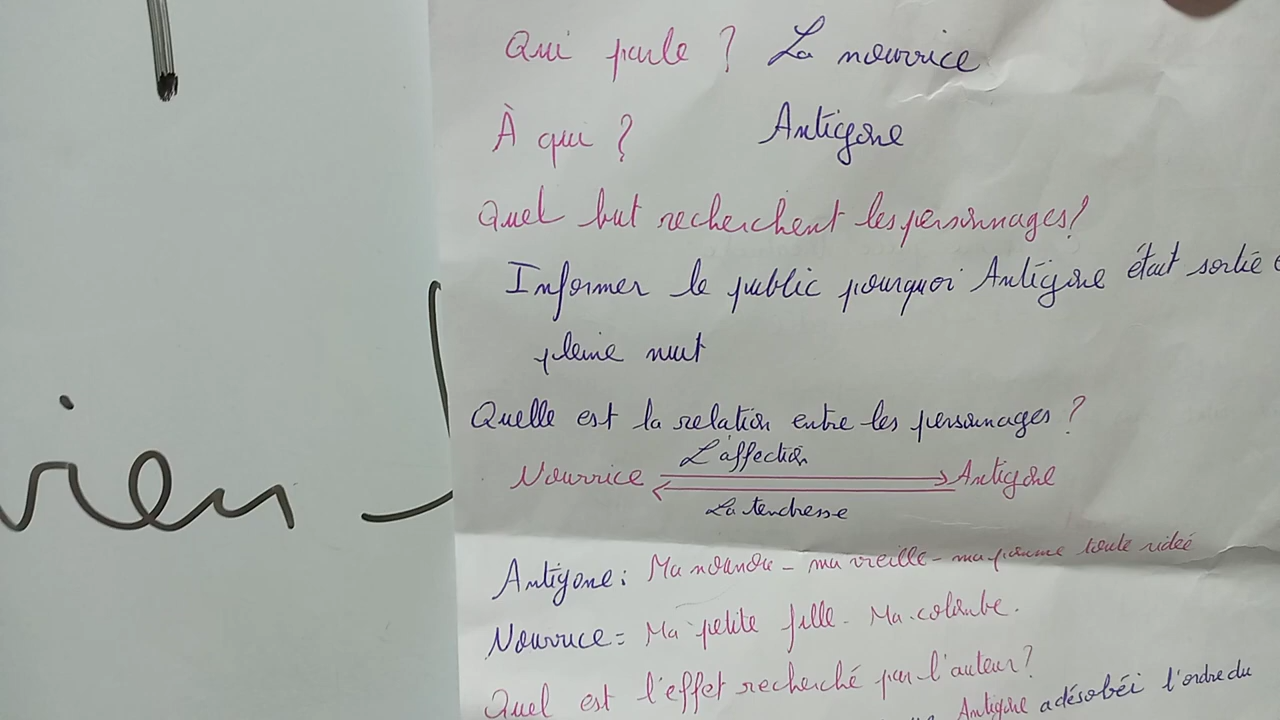 Qui parle ? La nourrice
À qui ? Antigone
Quel but recherchent les personnages ?
Informer le public pourquoi Antigone était sortie
pleine nuit
Quelle est la relation entre les personnages ?
L'affection
Nourrice Antigone
La tendresse
Antigone : Ma nounou - ma vieille - ma pomme toute ridée
Nourrice = Ma petite fille - Ma colombe.
Quel est l'effet recherché par l'auteur ?
Antigone a désobéi l'ordre du
rien